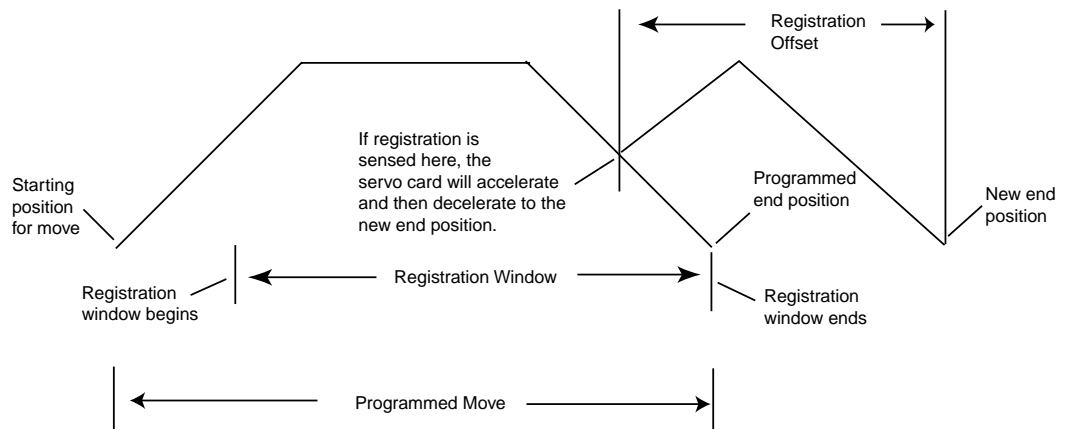 Registration
Offset
If registration is
sensed here, the
servo card will accelerate
and then decelerate to the
new end position.
Starting
position
for move
Programmed
end position
New end
position
Registration Window
Registration
window begins
Registration
window ends
Programmed Move